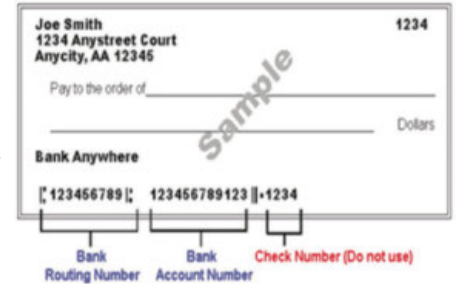 Joe Smith 1234
1234 Anystreet Court
Anycity, AA 12345
Sample
Pay to the order of
Dollars
Bank Anywhere
⑆123456789⑆ 123456789123⑈ 1234
Bank Routing Number
Bank Account Number
Check Number (Do not use)